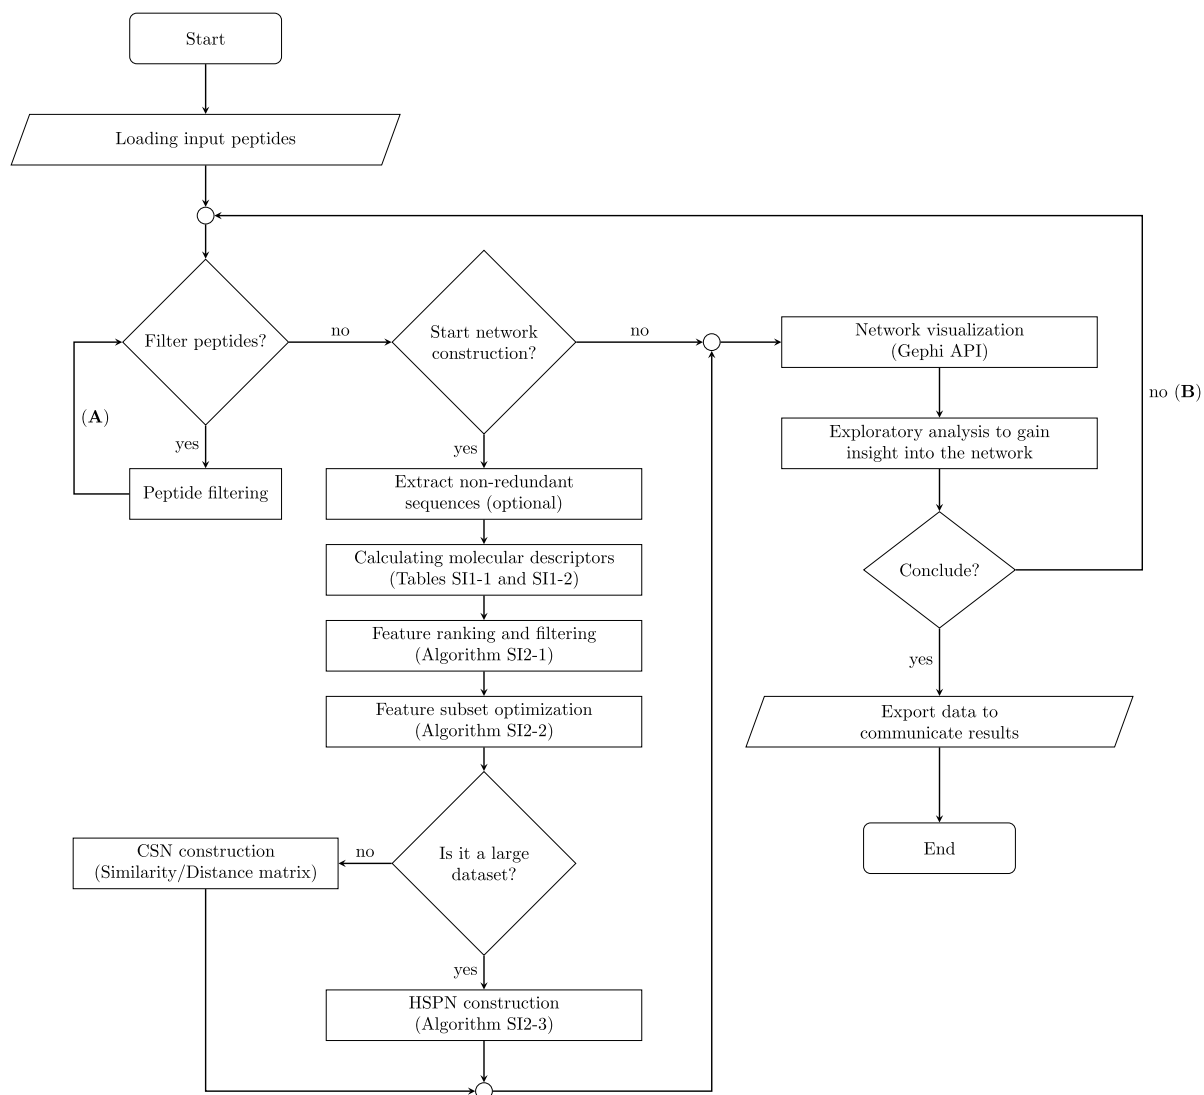 Start
Loading input peptides
Filter peptides?
no
Start network
construction?
no
Network visualization
(Gephi API)
no (B)
(A)
yes
Peptide filtering
yes
Extract non-redundant
sequences (optional)
Exploratory analysis to gain
insight into the network
Calculating molecular descriptors
(Tables SI1-1 and SI1-2)
Conclude?
Feature ranking and filtering
(Algorithm SI2-1)
yes
Feature subset optimization
(Algorithm SI2-2)
Export data to
communicate results
CSN construction
(Similarity/Distance matrix)
no
Is it a large
dataset?
End
yes
HSPN construction
(Algorithm SI2-3)